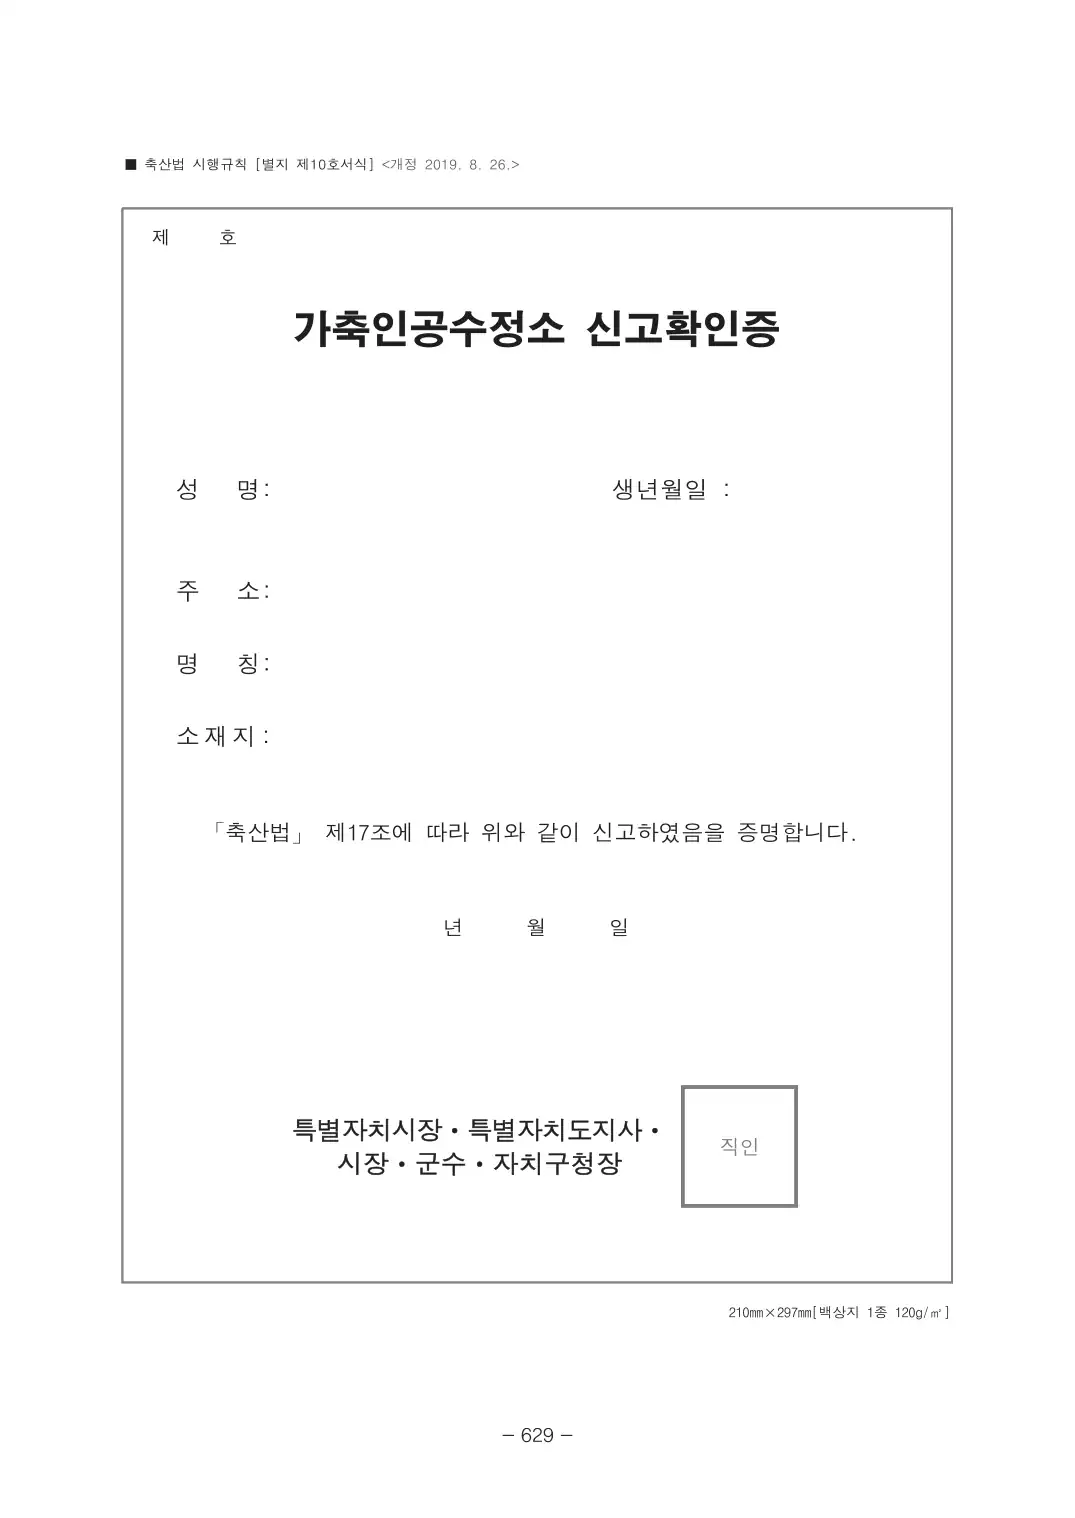 ■ 축산법 시행규칙 [별지 제10호서식] <개정 2019. 8. 26.>
제 호
가축인공수정소 신고확인증
성 명: 생년월일 :
주 소:
명 칭:
소재지:
「축산법」 제17조에 따라 위와 같이 신고하였음을 증명합니다.
년 월 일
특별자치시장・특별자치도지사・
시장・군수・자치구청장
직인
210㎜×297㎜[백상지 1종 120g/㎡]
- 629 -